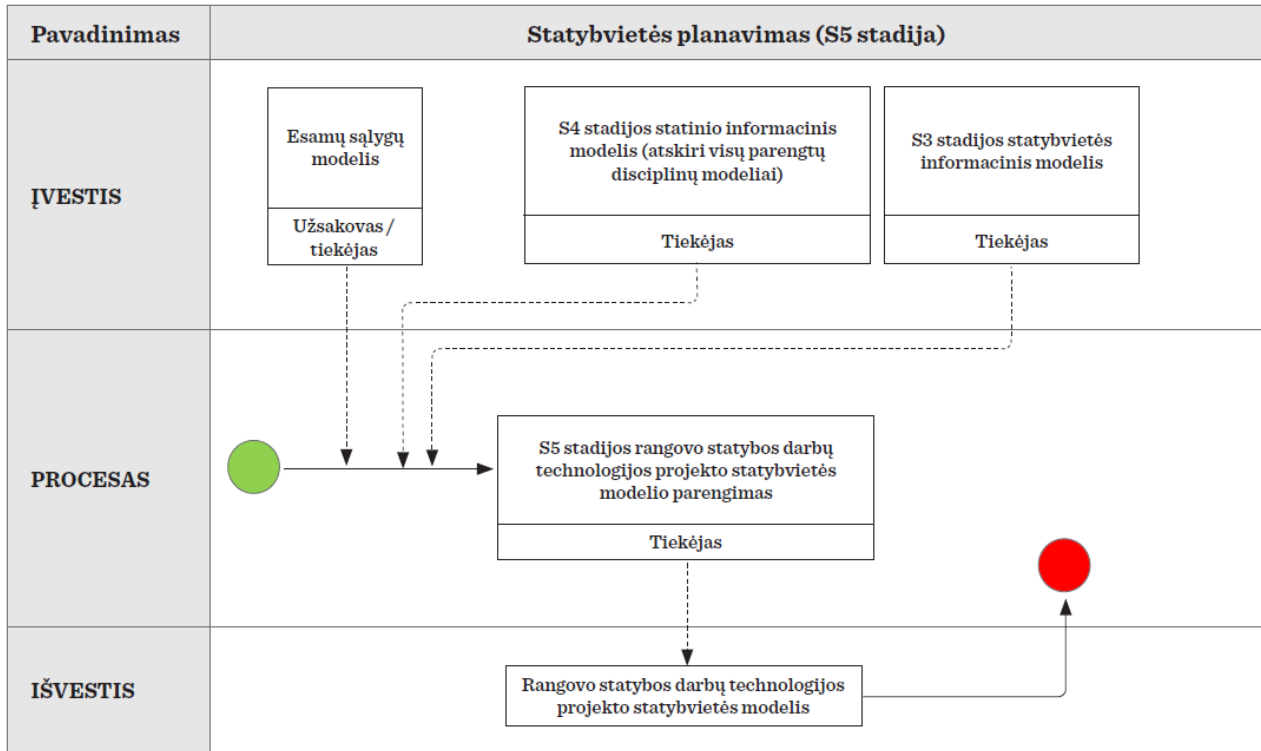 Pavadinimas
Statybvietės planavimas (S5 stadija)
ĮVESTIS
Esamų sąlygų
modelis
Užsakovas /
tiekėjas
S4 stadijos statinio informacinis
modelis (atskiri visų parengtų
disciplinų modeliai)
Tiekėjas
S3 stadijos statybvietės
informacinis modelis
Tiekėjas
PROCESAS
S5 stadijos rangovo statybos darbų
technologijos projekto statybvietės
modelio parengimas
Tiekėjas
IŠVESTIS
Rangovo statybos darbų technologijos
projekto statybvietės modelis